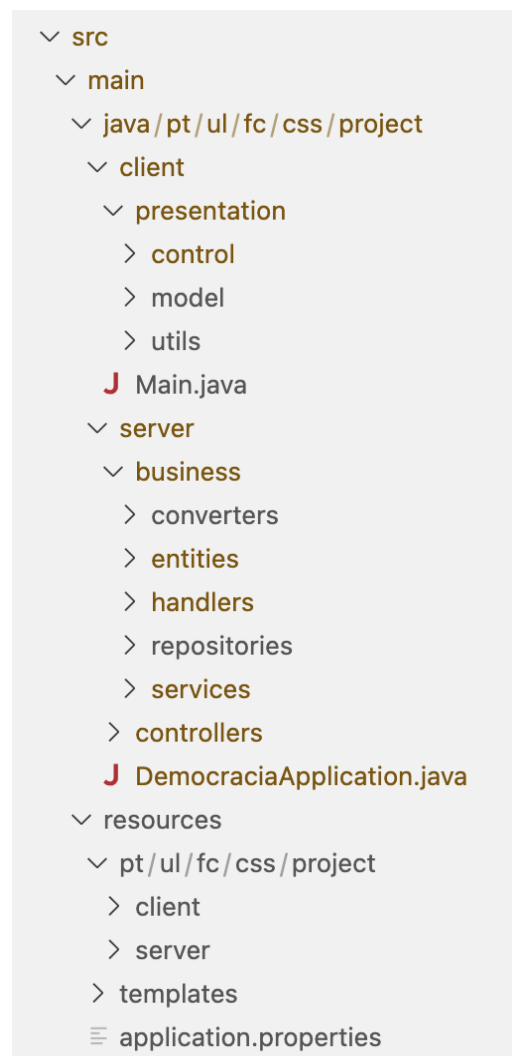 src
main
java/pt/ul/fc/css/project
client
presentation
control
model
utils
J Main.java
server
business
converters
entities
handlers
repositories
services
controllers
J DemocraciaApplication.java
resources
pt/ul/fc/css/project
client
server
templates
application.properties